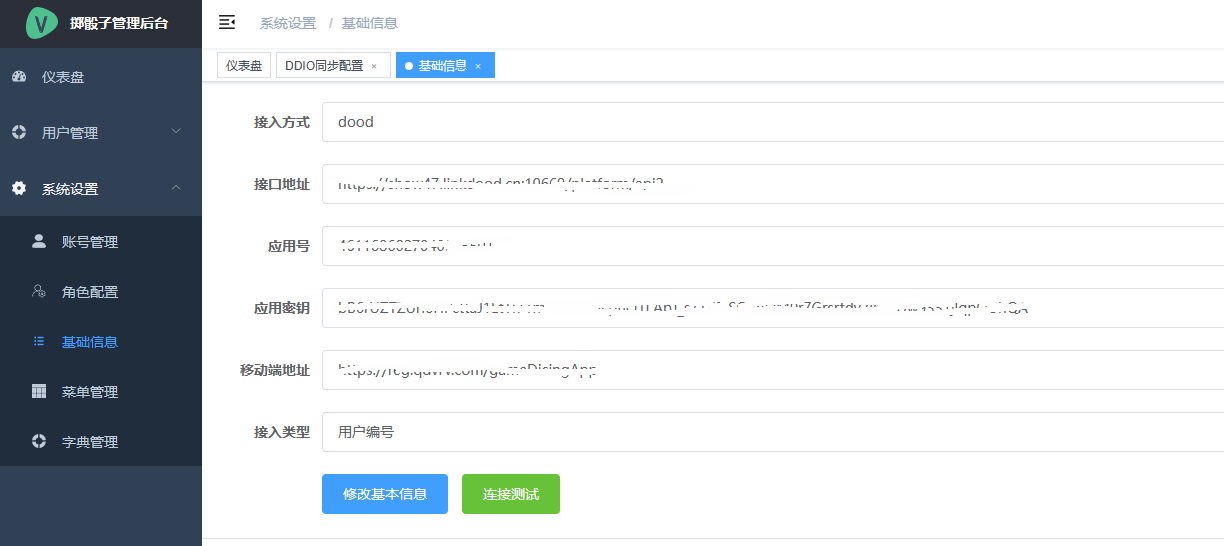 掷骰子管理后台
系统设置 / 基础信息
仪表盘
DDIO同步配置 ×
基础信息 ×
仪表盘
用户管理
系统设置
账号管理
角色配置
基础信息
菜单管理
字典管理
接入方式
dood
接口地址
应用号
应用密钥
移动端地址
接入类型
用户编号
修改基本信息
连接测试